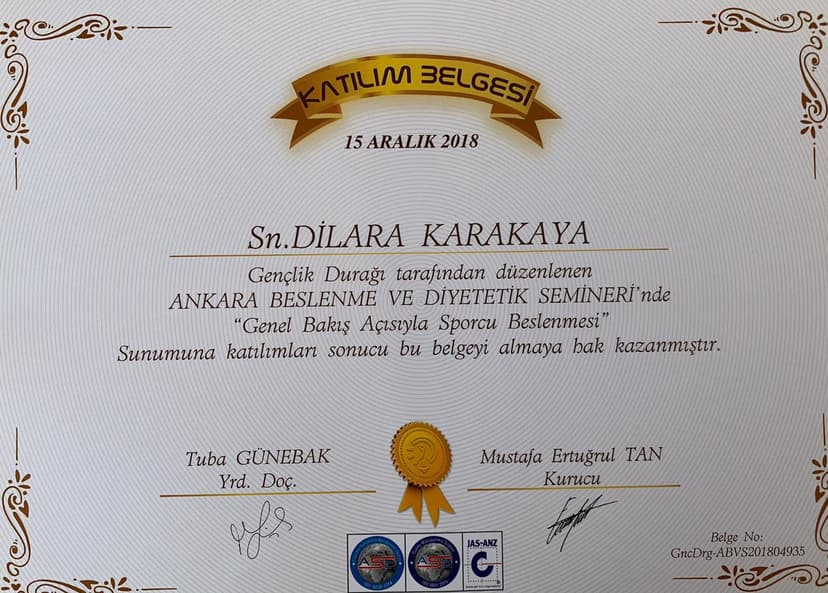 KATILIM BELGESİ
15 ARALIK 2018
Sn.DİLARA KARAKAYA
Gençlik Durağı tarafından düzenlenen
ANKARA BESLENME VE DİYETETİK SEMİNERİ'nde
“Genel Bakış Açısıyla Sporcu Beslenmesi”
Sunumuna katılımları sonucu bu belgeyi almaya hak kazanmıştır.
Tuba GÜNEBAK
Yrd. Doç.
Mustafa Ertuğrul TAN
Kurucu
JAS-ANZ
Belge No:
GncDrg-ABVS201804935